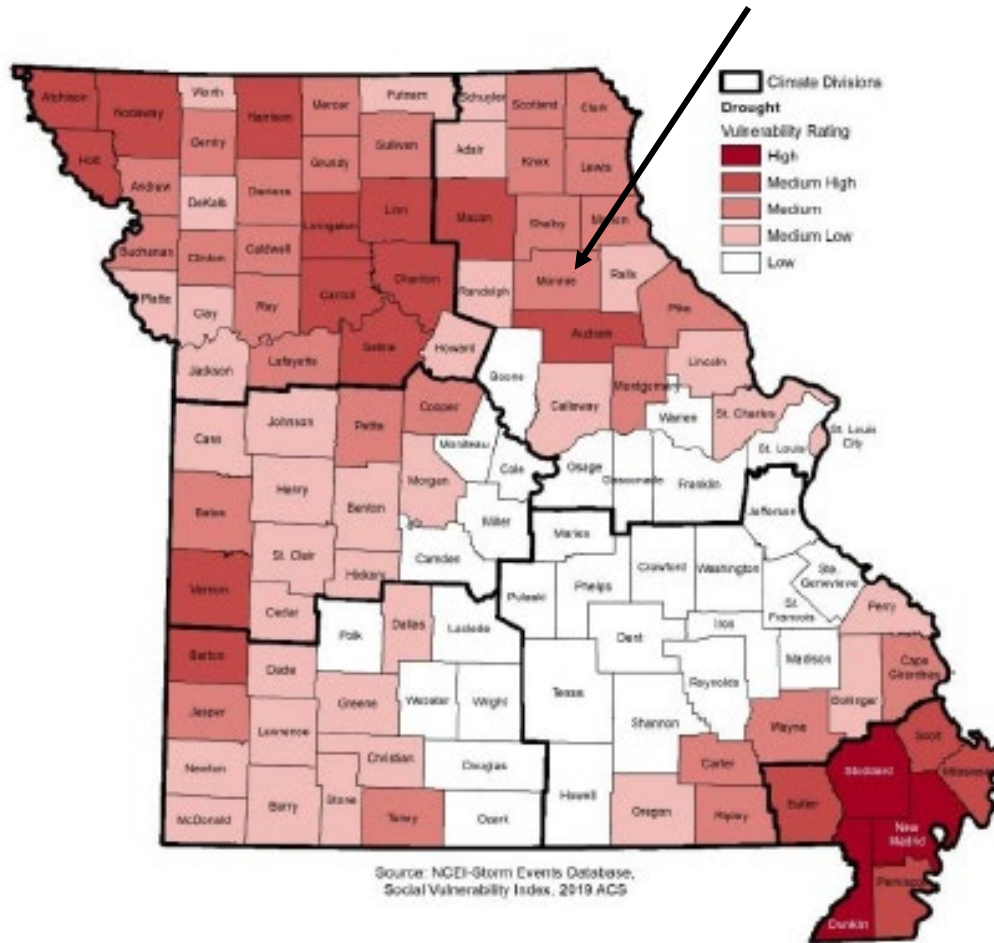 Climate Divisions
Drought
Vulnerability Rating
High
Medium High
Medium
Medium Low
Low
Atchison
Nodaway
Worth
Harrison
Mercer
Putnam
Schuyler
Scotland
Clark
Holt
Gentry
Sullivan
Adair
Knox
Lewis
Andrew
DeKalb
Daviess
Grundy
Linn
Macon
Shelby
Marion
Buchanan
Clinton
Caldwell
Livingston
Chariton
Randolph
Monroe
Ralls
Platte
Clay
Ray
Carroll
Pike
Jackson
Lafayette
Saline
Howard
Boone
Audrain
Lincoln
Cass
Johnson
Pettis
Cooper
Moniteau
Callaway
Montgomery
Warren
St. Charles
St. Louis
St. Louis
City
Bates
Henry
Benton
Morgan
Cole
Osage
Gasconade
Franklin
Miller
Jefferson
St. Clair
Hickory
Camden
Maries
Vernon
Cedar
Pulaski
Phelps
Crawford
Washington
Ste.
Genevieve
St.
Francois
Perry
Barton
Dade
Polk
Dallas
Laclede
Dent
Iron
Madison
Cape
Girardeau
Jasper
Greene
Webster
Wright
Texas
Reynolds
Bollinger
Lawrence
Christian
Shannon
Wayne
Scott
Newton
Douglas
Carter
Stoddard
Mississippi
McDonald
Barry
Stone
Taney
Ozark
Howell
Oregon
Ripley
Butler
New
Madrid
Pemiscot
Dunklin
Source: NCEI-Storm Events Database,
Social Vulnerability Index, 2019 ACS